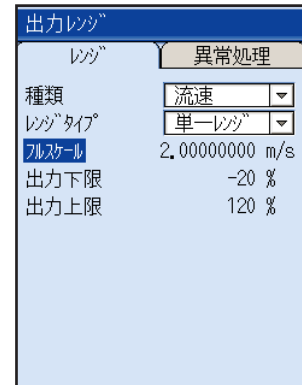 出力ﾚﾝｼﾞ
ﾚﾝｼﾞ 異常処理
種類 流速
ﾚﾝｼﾞﾀｲﾌﾟ 単一ﾚﾝｼﾞ
ﾌﾙｽｹｰﾙ 2.00000000 m/s
出力下限 -20 %
出力上限 120 %